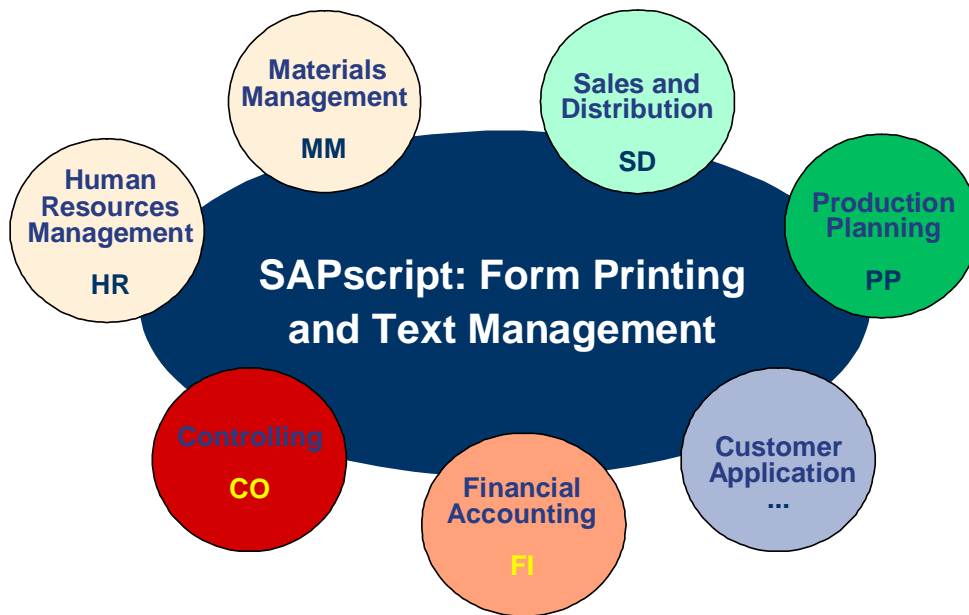 Materials
Management
MM
Sales and
Distribution
SD
Human
Resources
Management
HR
Production
Planning
PP
SAPscript: Form Printing
and Text Management
Controlling
CO
Financial
Accounting
FI
Customer
Application
...